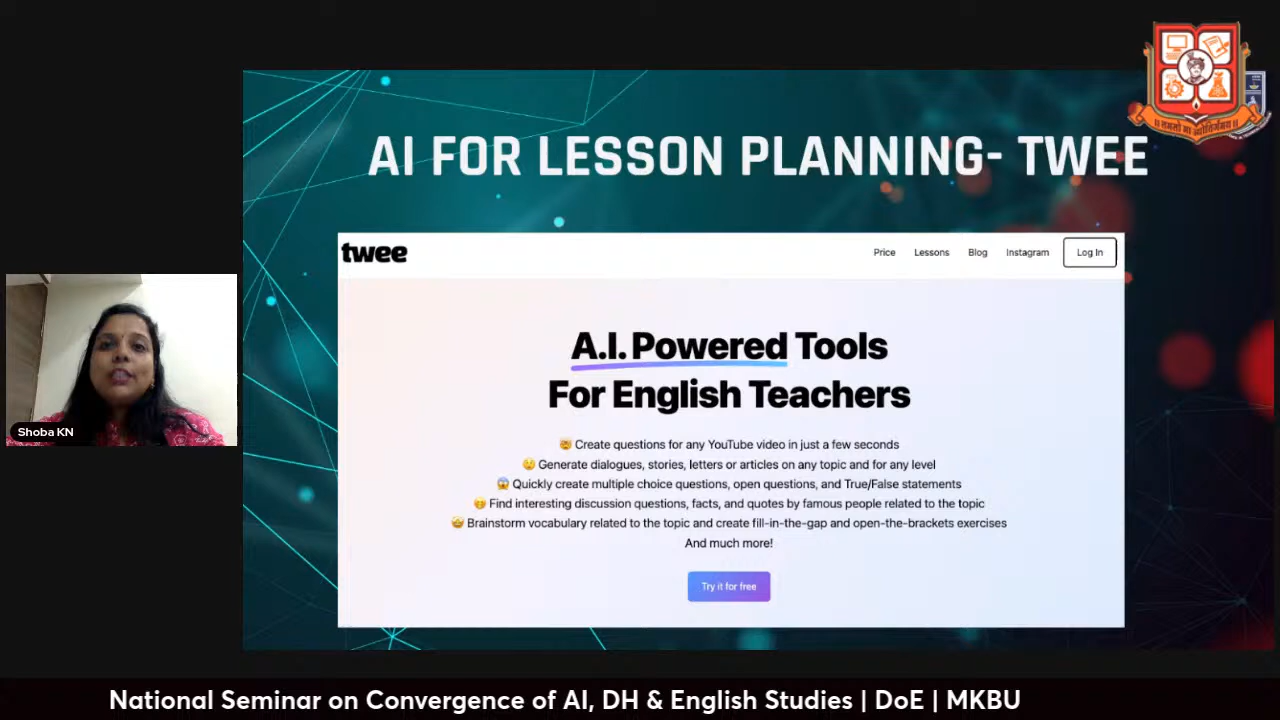 AI FOR LESSON PLANNING- TWEE
twee
Price
Lessons
Blog
Instagram
Log In
A.I. Powered Tools
For English Teachers
🤯 Create questions for any YouTube video in just a few seconds
😲 Generate dialogues, stories, letters or articles on any topic and for any level
😱 Quickly create multiple choice questions, open questions, and True/False statements
🤭 Find interesting discussion questions, facts, and quotes by famous people related to the topic
🤩 Brainstorm vocabulary related to the topic and create fill-in-the-gap and open-the-brackets exercises
And much more!
Try it for free
Shoba KN
National Seminar on Convergence of AI, DH & English Studies | DoE | MKBU